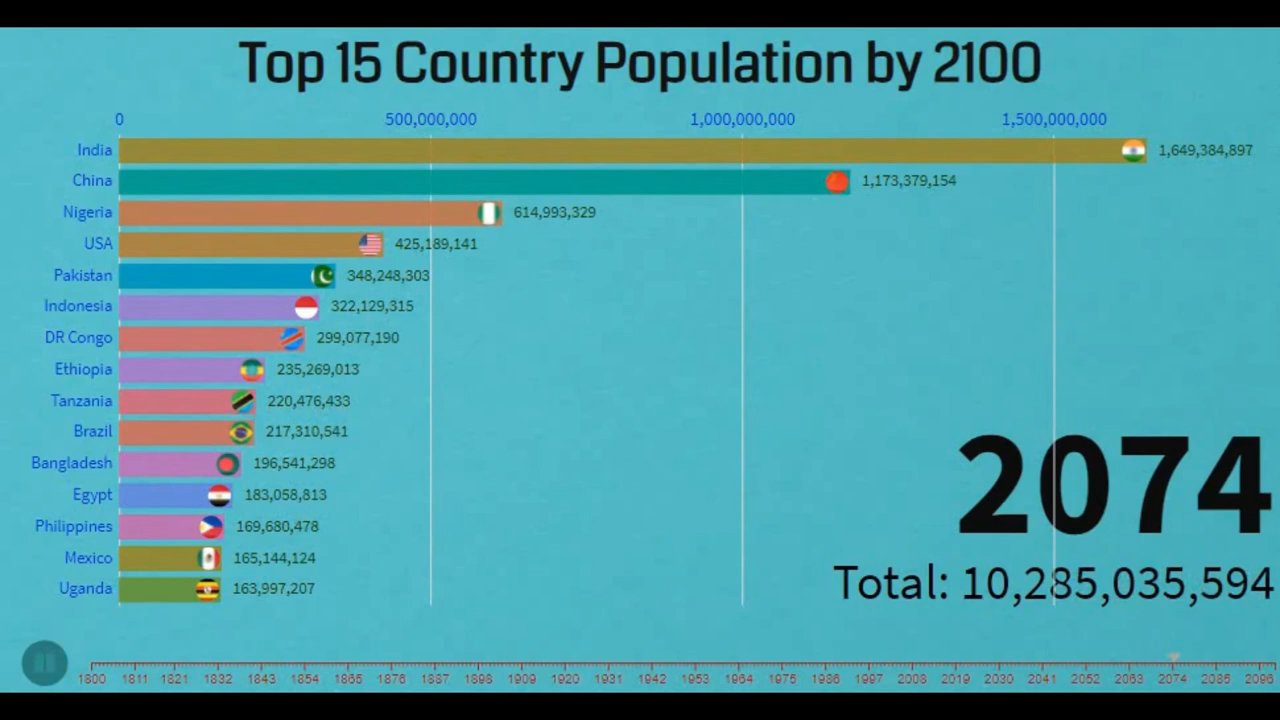 Top 15 Country Population by 2100
0 500,000,000 1,000,000,000 1,500,000,000
India 1,649,384,897
China 1,173,379,154
Nigeria 614,993,329
USA 425,189,141
Pakistan 348,248,303
Indonesia 322,129,315
DR Congo 299,077,190
Ethiopia 235,269,013
Tanzania 220,476,433
Brazil 217,310,541
Bangladesh 196,541,298
Egypt 183,058,813
Philippines 169,680,478
Mexico 165,144,124
Uganda 163,997,207
2074
Total: 10,285,035,594
1800 1811 1821 1832 1843 1854 1865 1876 1887 1898 1909 1920 1931 1942 1953 1964 1975 1986 1997 2008 2019 2030 2041 2052 2063 2074 2085 2096